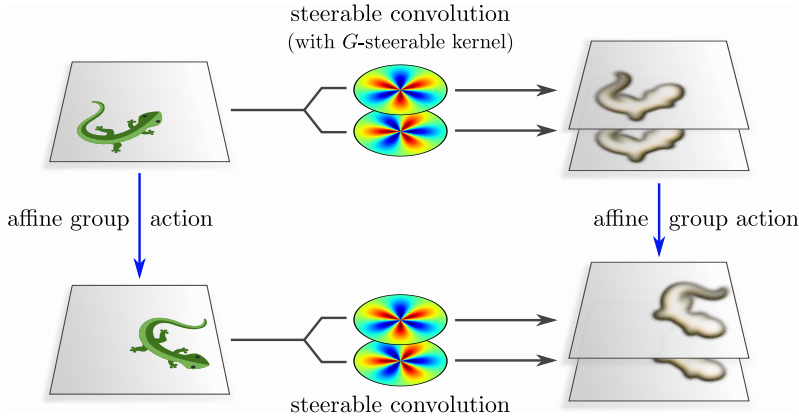 steerable convolution
(with G-steerable kernel)
affine group action
affine group action
steerable convolution